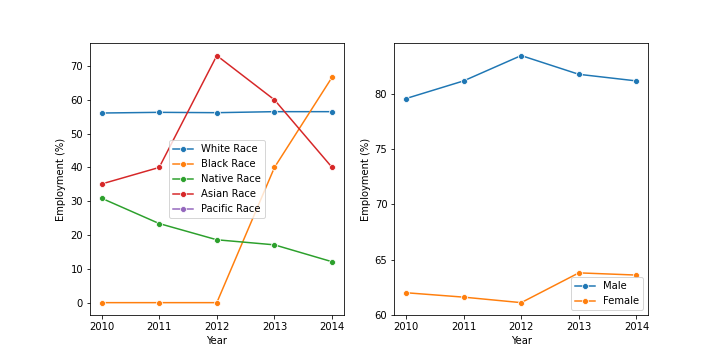 70
60
50
40
30
20
10
0
Employment (%)
White Race
Black Race
Native Race
Asian Race
Pacific Race
2010 2011 2012 2013 2014
Year
80
75
70
65
60
Employment (%)
Male
Female
2010 2011 2012 2013 2014
Year